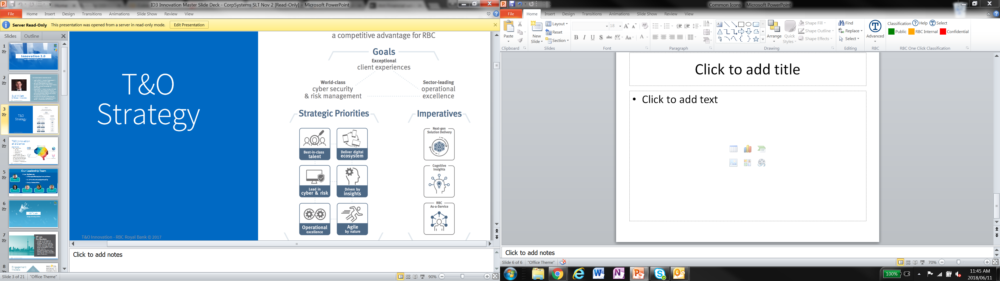 ID3 Innovation Master Slide Deck - CorpSystems SLT Nov 2 [Read-Only] - Microsoft PowerPoint
File Home Insert Design Transitions Animations Slide Show Review View
Server Read-Only This presentation was opened from a server in read-only mode. Edit Presentation
Slides Outline
1
Innovation 3.0
2
Syd Millett
3
T&O
Strategy
4
T&O Innovation
at a Glance
5
Our Leadership Team
6
ID³ Lab
7
ID³ Lab:
Our Mandate
8
Engagement
Models
T&O
Strategy
T&O Innovation - RBC Royal Bank © 2017
a competitive advantage for RBC
Goals
Exceptional
client experiences
World-class
cyber security
& risk management
Sector-leading
operational
excellence
Strategic Priorities
Best-in-class
talent
Deliver digital
ecosystem
Lead in
cyber & risk
Driven by
insights
Operational
excellence
Agile
by nature
Imperatives
Next-gen
Solution Delivery
Cognitive
Insights
RBC
As-a-Service
Click to add notes
Slide 3 of 21 "Office Theme" 90%
Common Icons - Microsoft PowerPoint
File Home Insert Design Transitions Animations Slide Show Review View
Paste
Clipboard
New
Slide
Layout
Reset
Section
Slides
18
B I U S abc AV Aa A
Font
Paragraph
Arrange
Quick
Styles
Shape Fill
Shape Outline
Shape Effects
Drawing
Find
Replace
Select
Editing
Advanced
RBC
Classification Help Select
Public RBC Internal Confidential
RBC One Click Classification
Click to add title
• Click to add text
Click to add notes
Slide 6 of 6 "Office Theme" 70%
100%
11:45 AM
2018/06/11